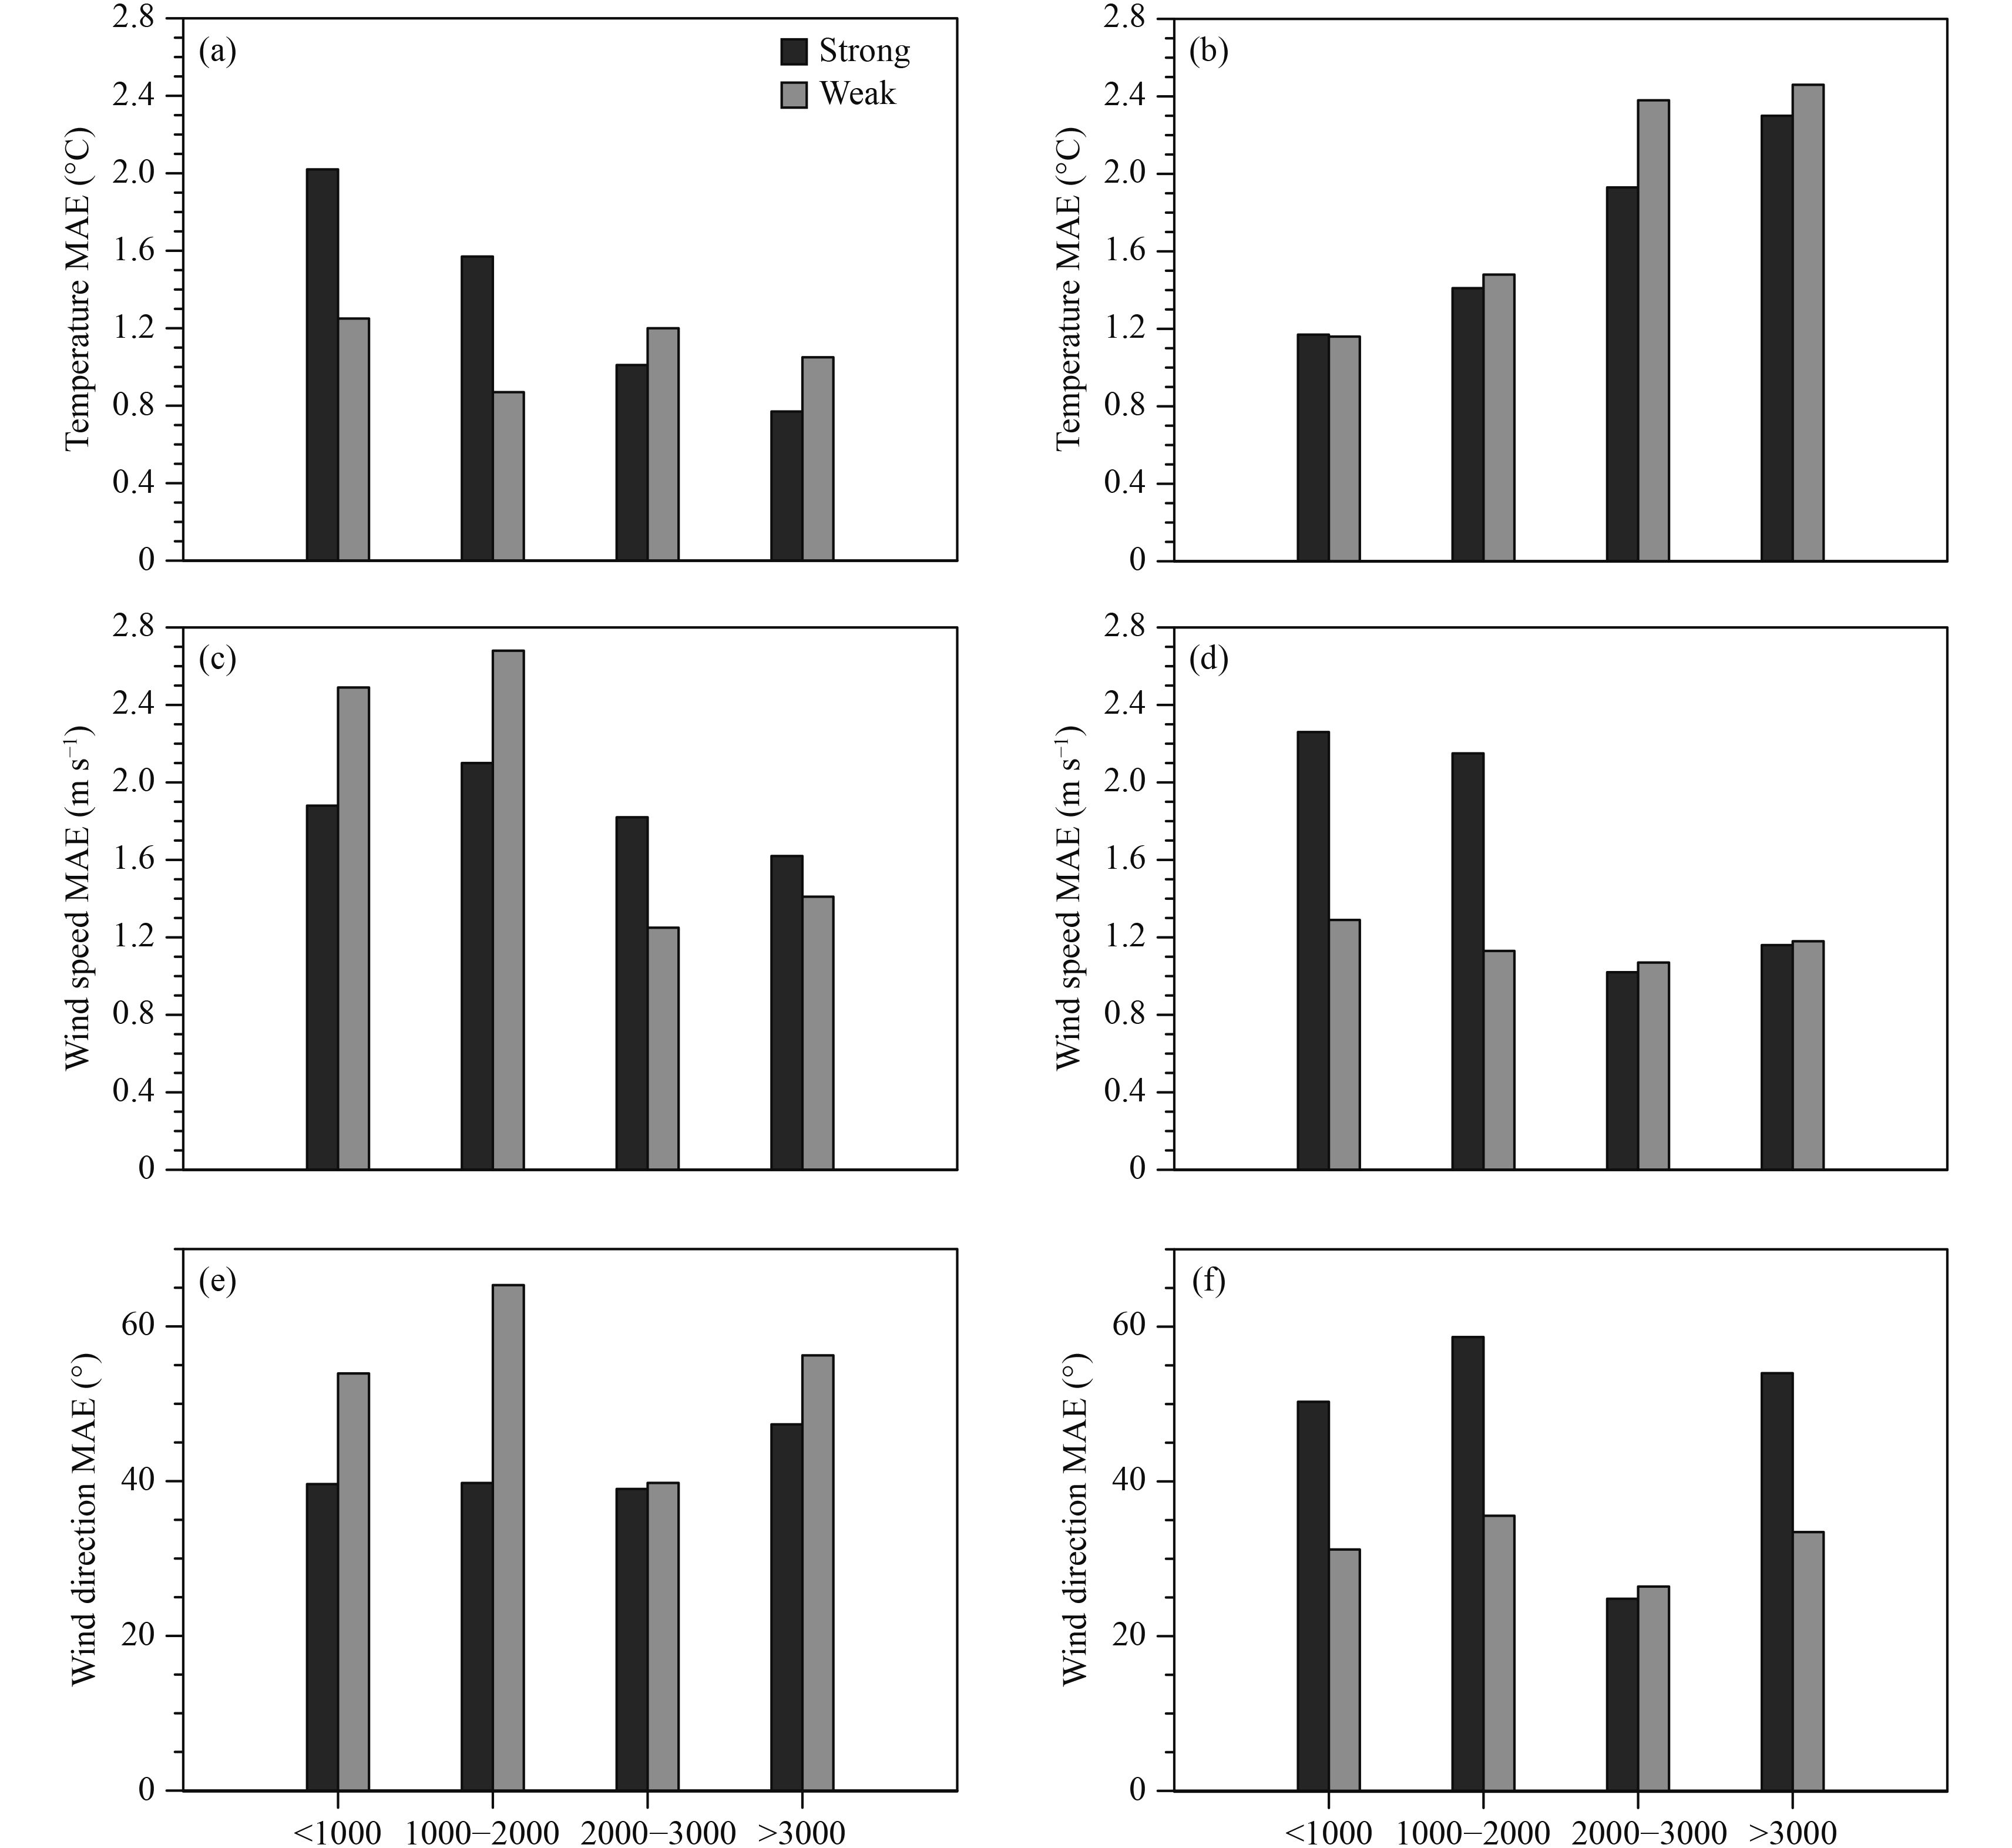 (a)
Strong
Weak
Temperature MAE (°C)
2.8
2.4
2.0
1.6
1.2
0.8
0.4
0
(b)
Temperature MAE (°C)
2.8
2.4
2.0
1.6
1.2
0.8
0.4
0
(c)
Wind speed MAE (m s⁻¹)
2.8
2.4
2.0
1.6
1.2
0.8
0.4
0
(d)
Wind speed MAE (m s⁻¹)
2.8
2.4
2.0
1.6
1.2
0.8
0.4
0
(e)
Wind direction MAE (°)
60
40
20
0
<1000 1000−2000 2000−3000 >3000
(f)
Wind direction MAE (°)
60
40
20
0
<1000 1000−2000 2000−3000 >3000